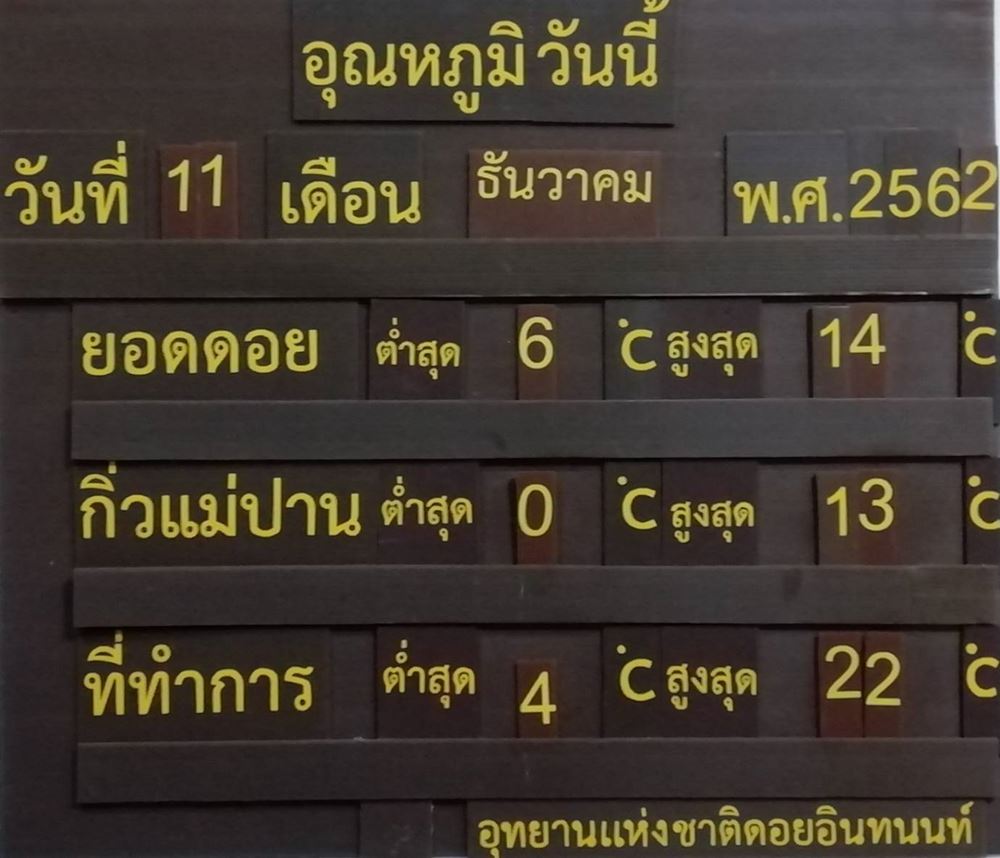 อุณหภูมิ วันนี้
วันที่ 11 เดือน ธันวาคม พ.ศ. 2562
ยอดดอย ต่ำสุด 6 °C สูงสุด 14 °C
กิ่วแม่ปาน ต่ำสุด 0 °C สูงสุด 13 °C
ที่ทำการ ต่ำสุด 4 °C สูงสุด 22 °C
อุทยานแห่งชาติดอยอินทนนท์